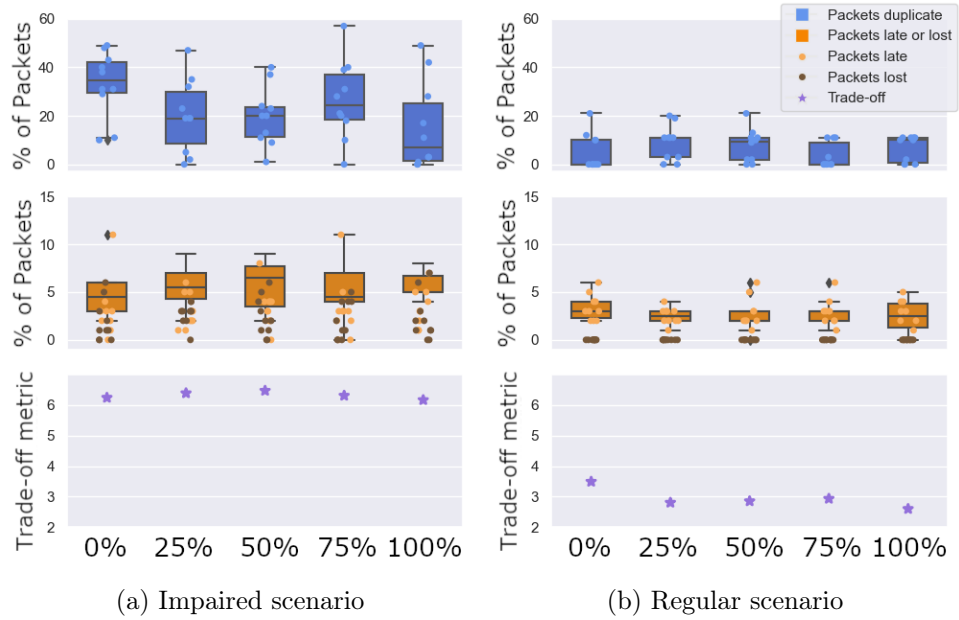 60
40
20
0
% of Packets
60
40
20
0
% of Packets
Packets duplicate
Packets late or lost
Packets late
Packets lost
Trade-off
15
10
5
0
% of Packets
15
10
5
0
% of Packets
6
5
4
3
2
Trade-off metric
6
5
4
3
2
Trade-off metric
0% 25% 50% 75% 100%
0% 25% 50% 75% 100%
(a) Impaired scenario
(b) Regular scenario